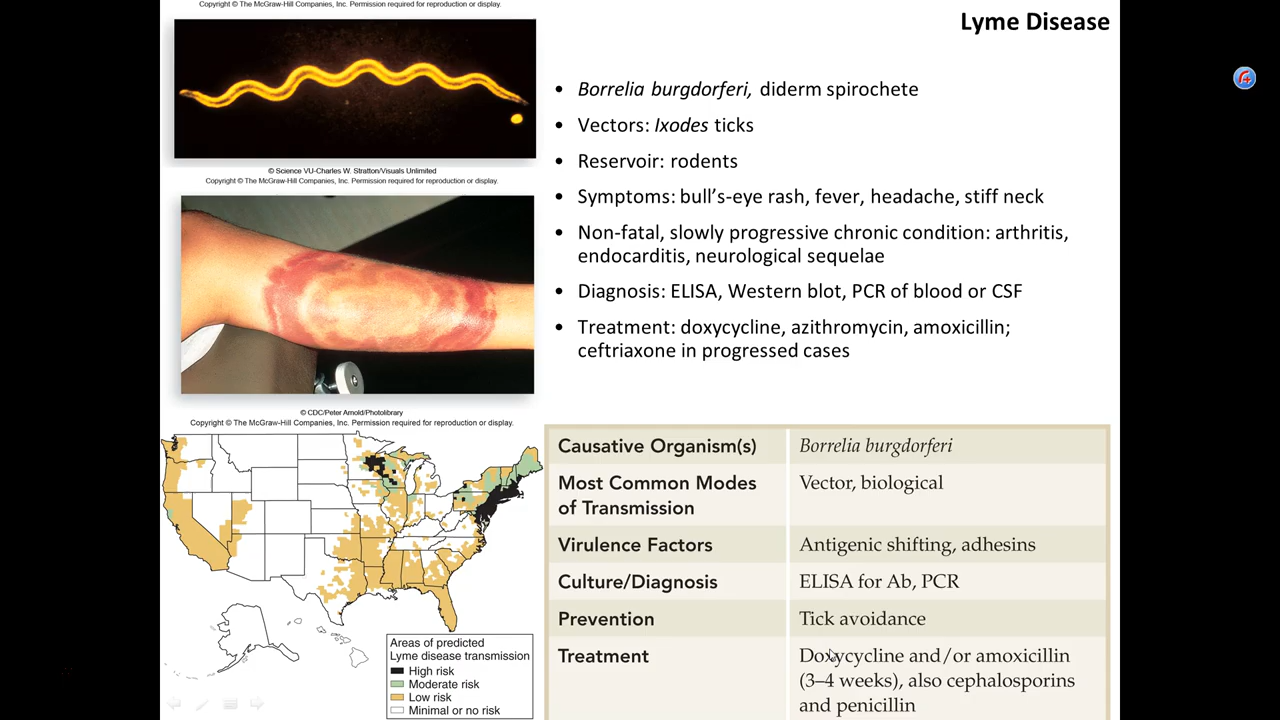 Copyright © The McGraw-Hill Companies, Inc. Permission required for reproduction or display.
Lyme Disease
© Science VU-Charles W. Stratton/Visuals Unlimited
Copyright © The McGraw-Hill Companies, Inc. Permission required for reproduction or display.
© CDC/Peter Arnold/Photolibrary
Copyright © The McGraw-Hill Companies, Inc. Permission required for reproduction or display.
Areas of predicted
Lyme disease transmission
High risk
Moderate risk
Low risk
Minimal or no risk
• Borrelia burgdorferi, diderm spirochete
• Vectors: Ixodes ticks
• Reservoir: rodents
• Symptoms: bull's-eye rash, fever, headache, stiff neck
• Non-fatal, slowly progressive chronic condition: arthritis,
endocarditis, neurological sequelae
• Diagnosis: ELISA, Western blot, PCR of blood or CSF
• Treatment: doxycycline, azithromycin, amoxicillin;
ceftriaxone in progressed cases
Causative Organism(s) Borrelia burgdorferi
Most Common Modes Vector, biological
of Transmission
Virulence Factors Antigenic shifting, adhesins
Culture/Diagnosis ELISA for Ab, PCR
Prevention Tick avoidance
Treatment Doxycycline and/or amoxicillin
(3–4 weeks), also cephalosporins
and penicillin